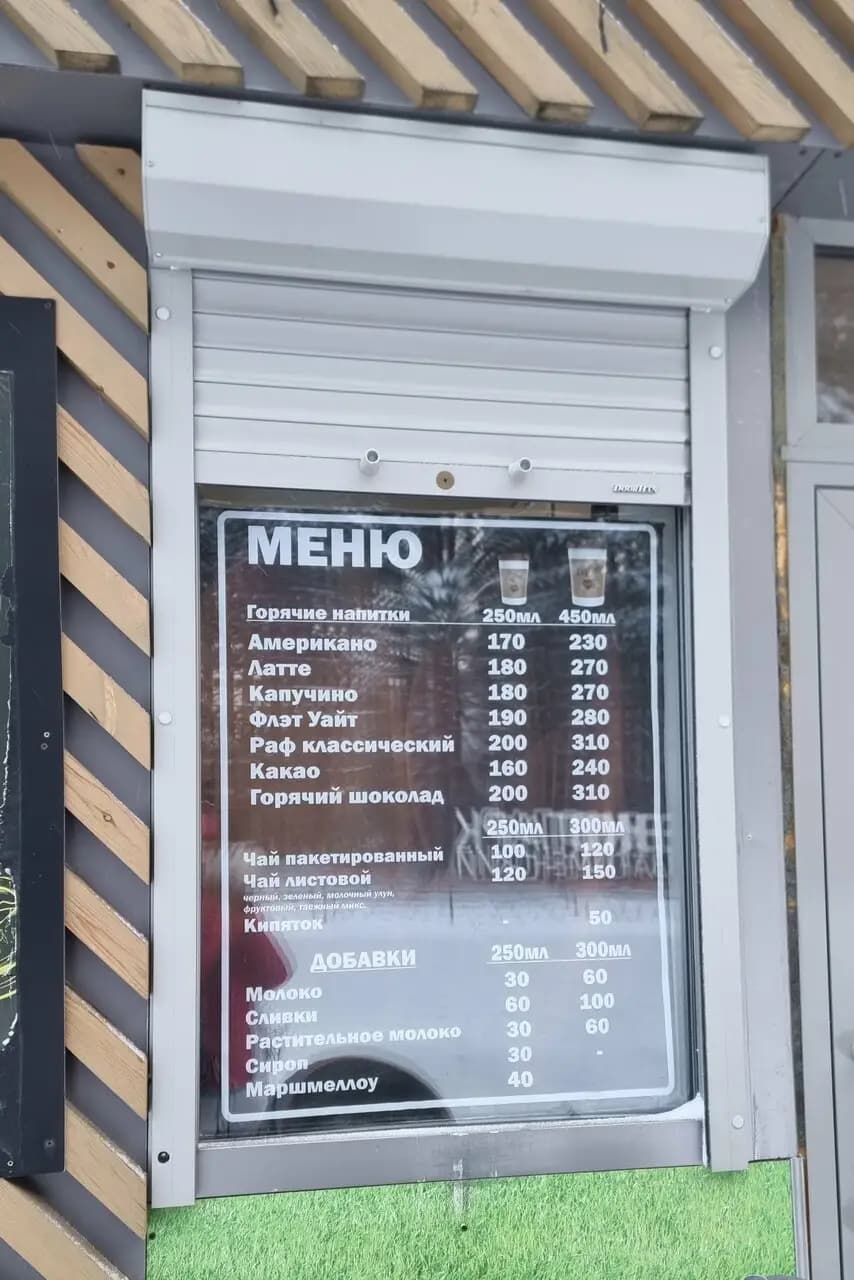 DoorHan
МЕНЮ
Горячие напитки 250мл 450мл
Американо 170 230
Латте 180 270
Капучино 180 270
Флэт Уайт 190 280
Раф классический 200 310
Какао 160 240
Горячий шоколад 200 310
250мл 300мл
Чай пакетированный 100 120
Чай листовой 120 150
черный, зеленый, молочный улун,
фруктовый, таежный микс.
Кипяток - 50
ДОБАВКИ 250мл 300мл
Молоко 30 60
Сливки 60 100
Растительное молоко 30 60
Сироп 30 -
Маршмеллоу 40